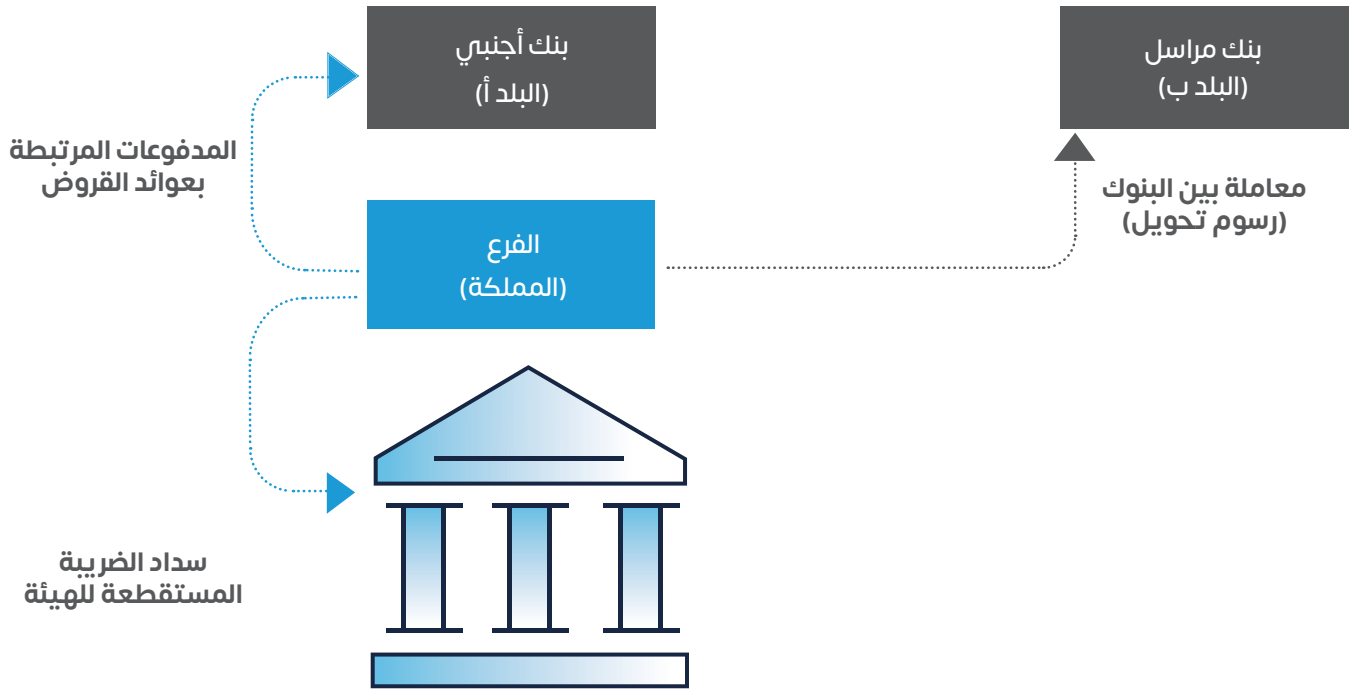 بنك أجنبي
(البلد أ)
بنك مراسل
(البلد ب)
المدفوعات المرتبطة
بعوائد القروض
معاملة بين البنوك
(رسوم تحويل)
الفرع
(المملكة)
سداد الضريبة
المستقطعة للهيئة